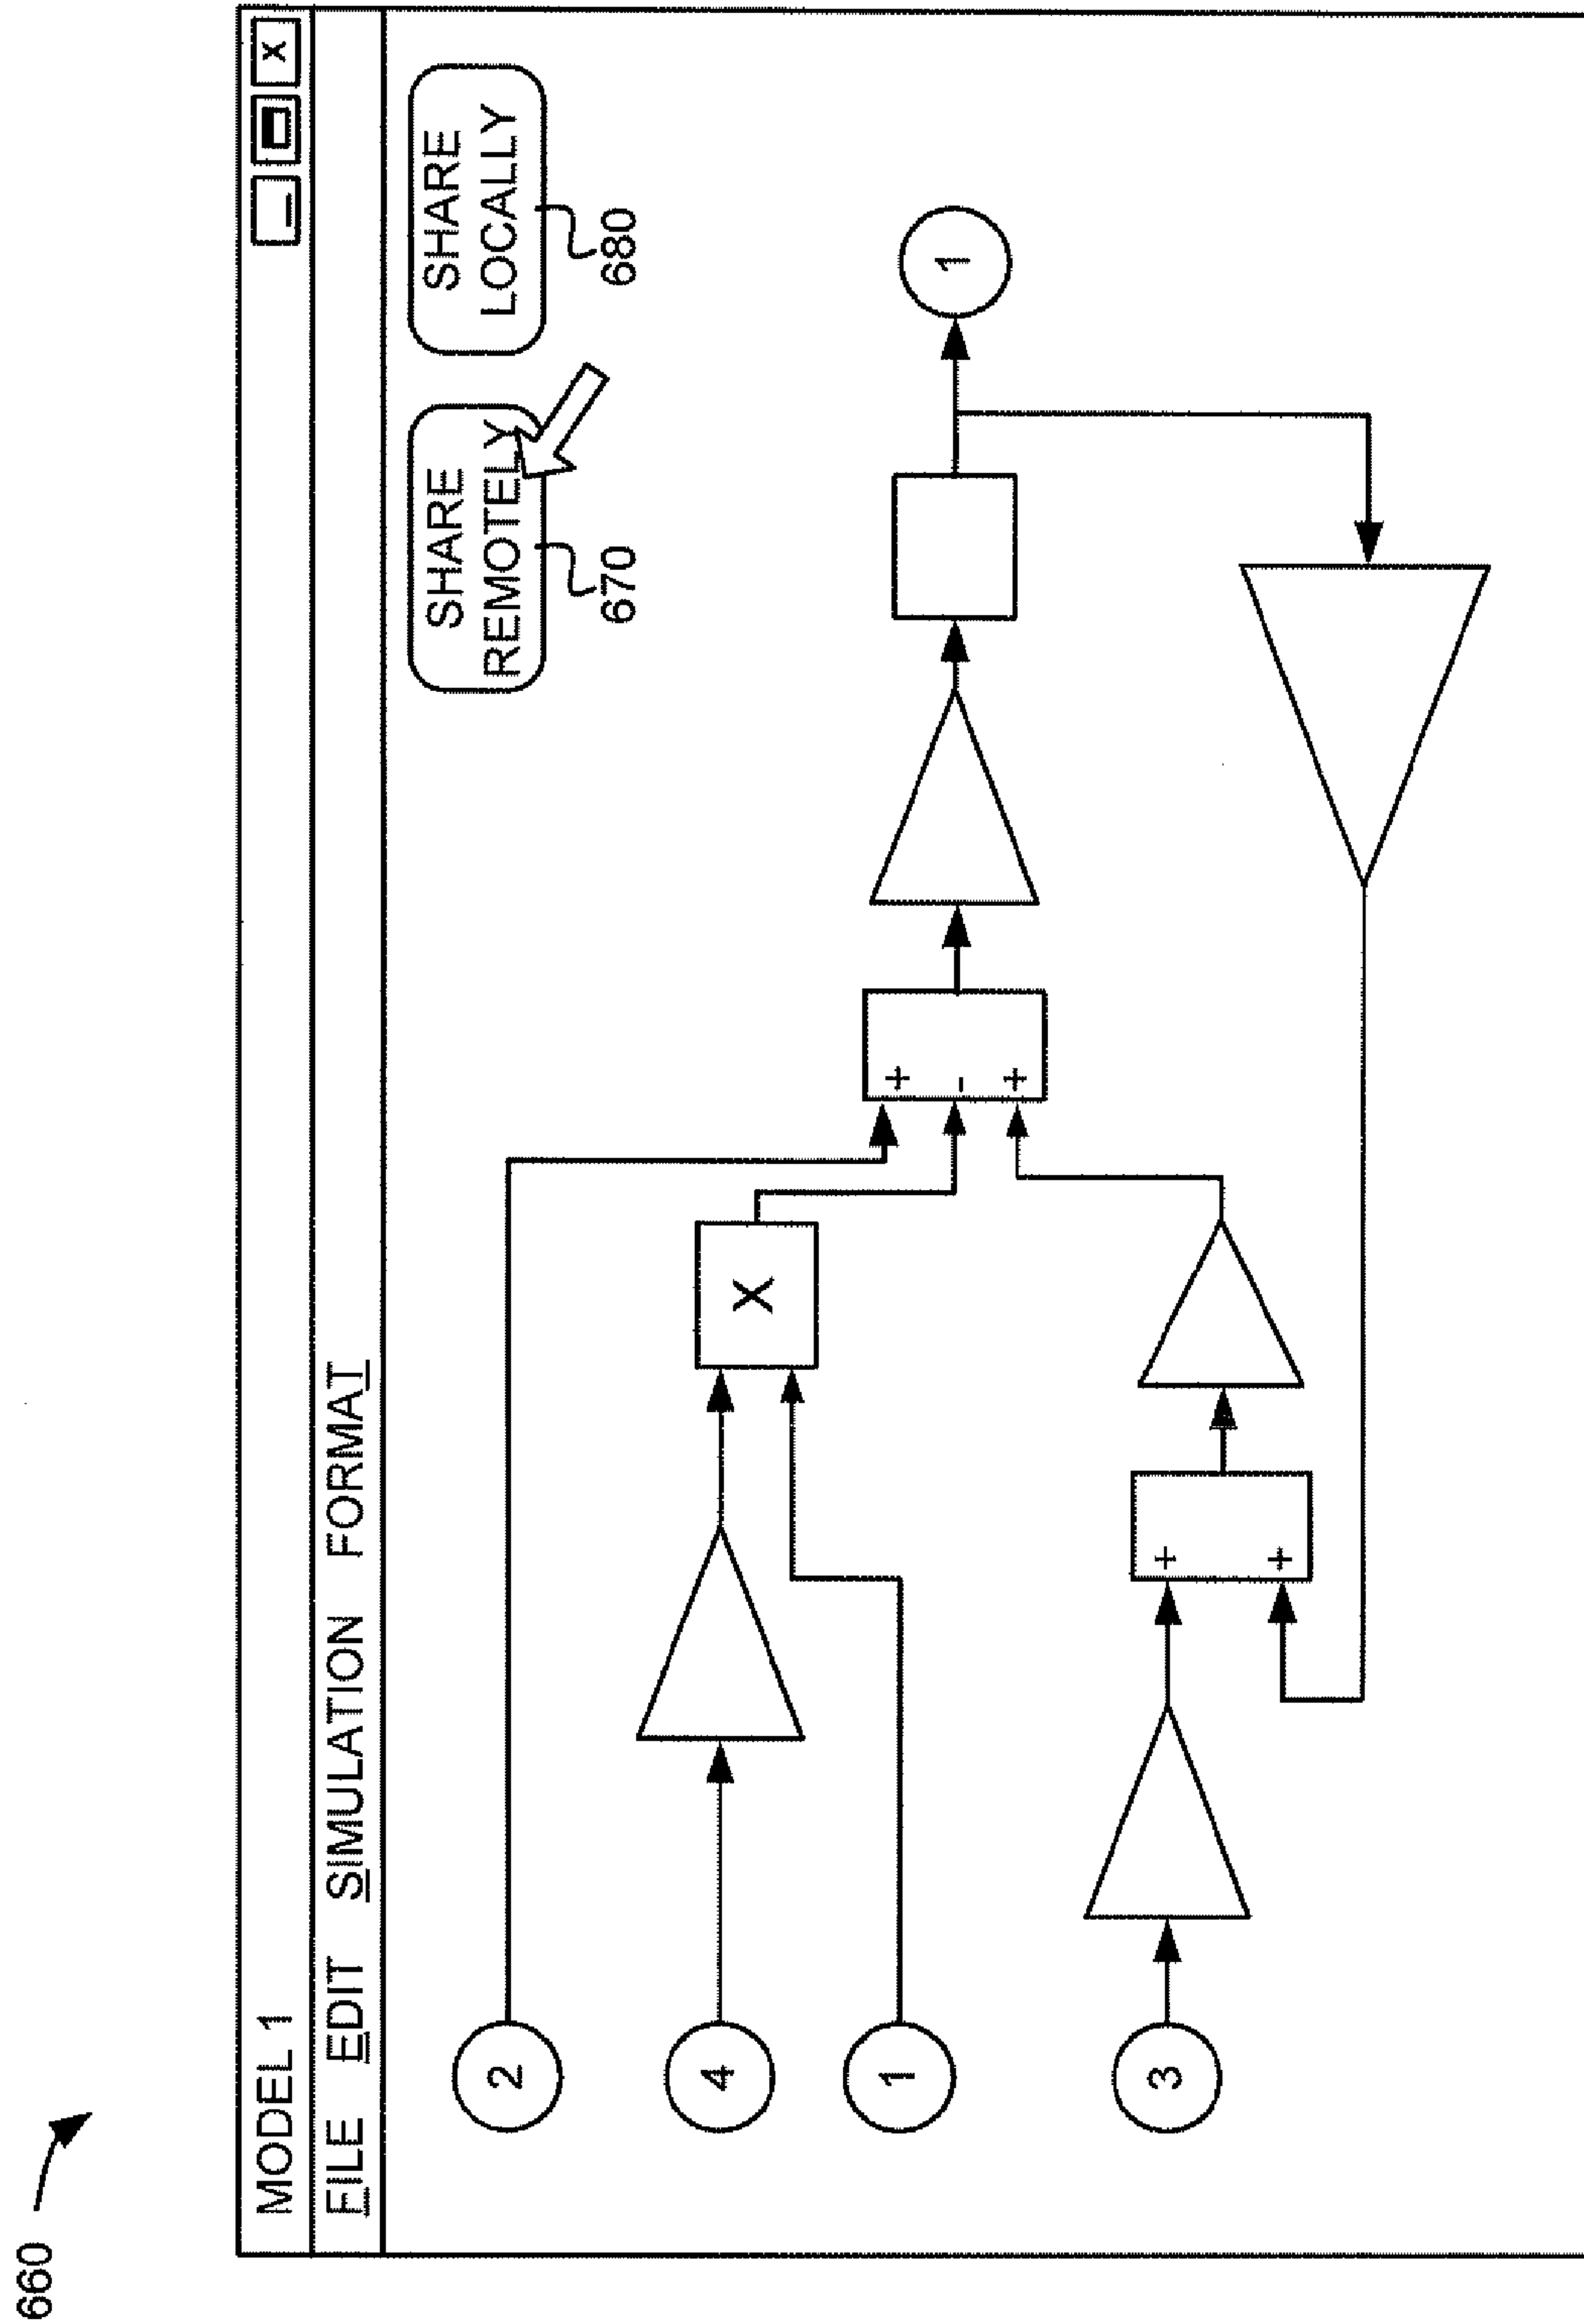 660
MODEL 1
_ X
FILE EDIT SIMULATION FORMAT
SHARE
REMOTELY
670
SHARE
LOCALLY
680
2
4
X
1
+
-
+
1
3
+
+